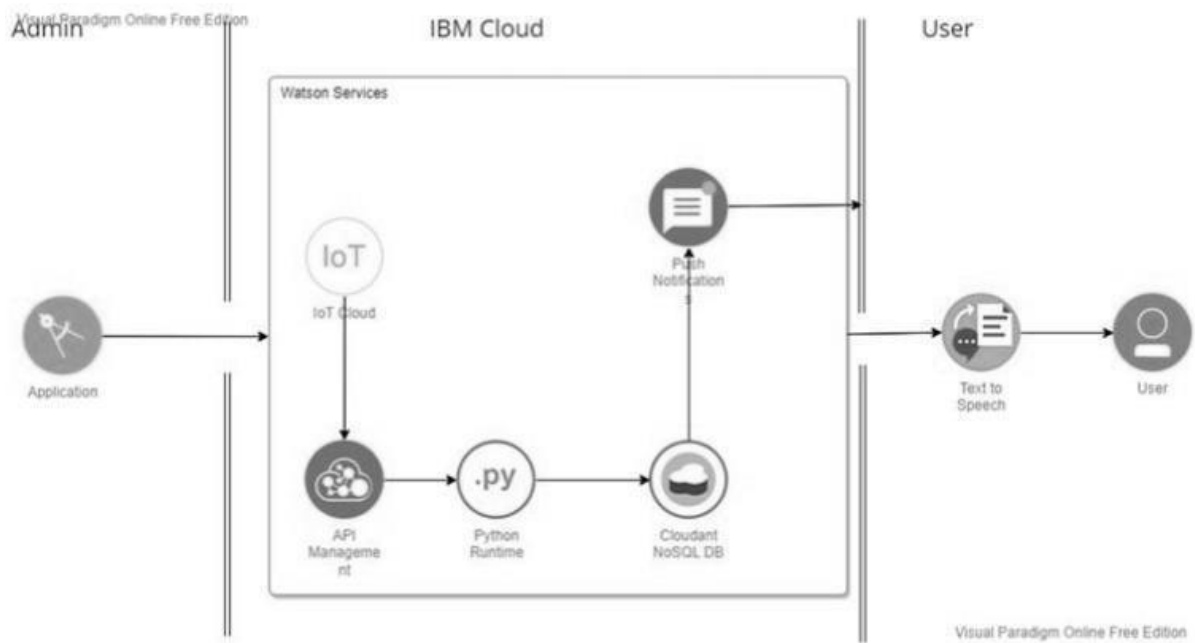 Visual Paradigm Online Free Edition
Admin
IBM Cloud
User
Watson Services
IoT
IoT Cloud
Push
Notification
s
Application
Text to
Speech
User
.py
API
Manageme
nt
Python
Runtime
Cloudant
NoSQL DB
Visual Paradigm Online Free Edition